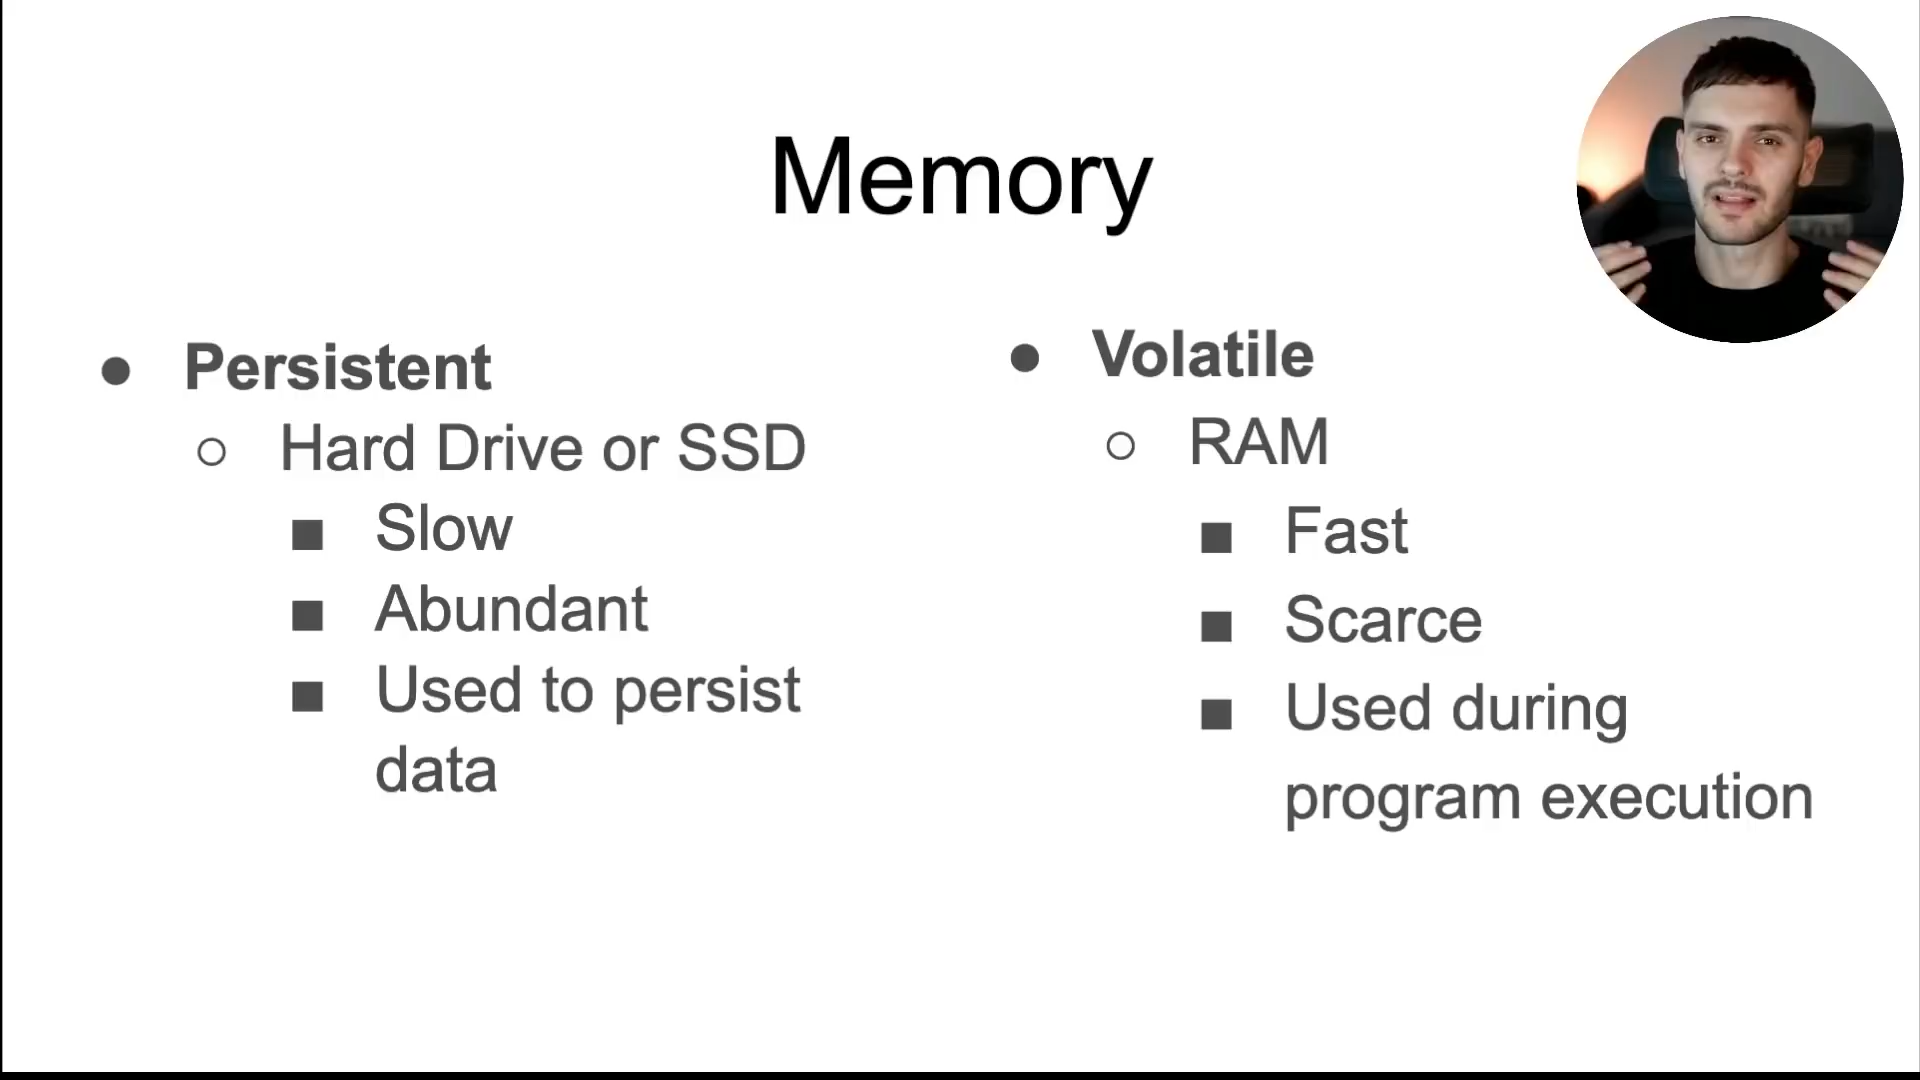 Memory
Persistent
Hard Drive or SSD
Slow
Abundant
Used to persist
data
Volatile
RAM
Fast
Scarce
Used during
program execution